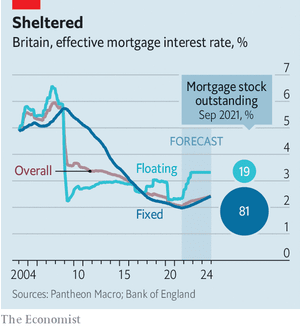 Sheltered
Britain, effective mortgage interest rate, %
7
Mortgage stock
outstanding
Sep 2021, %
6
5
FORECAST
4
Overall
Floating
19
3
Fixed
81
2
1
0
2004 10 15 20 24
Sources: Pantheon Macro; Bank of England
The Economist